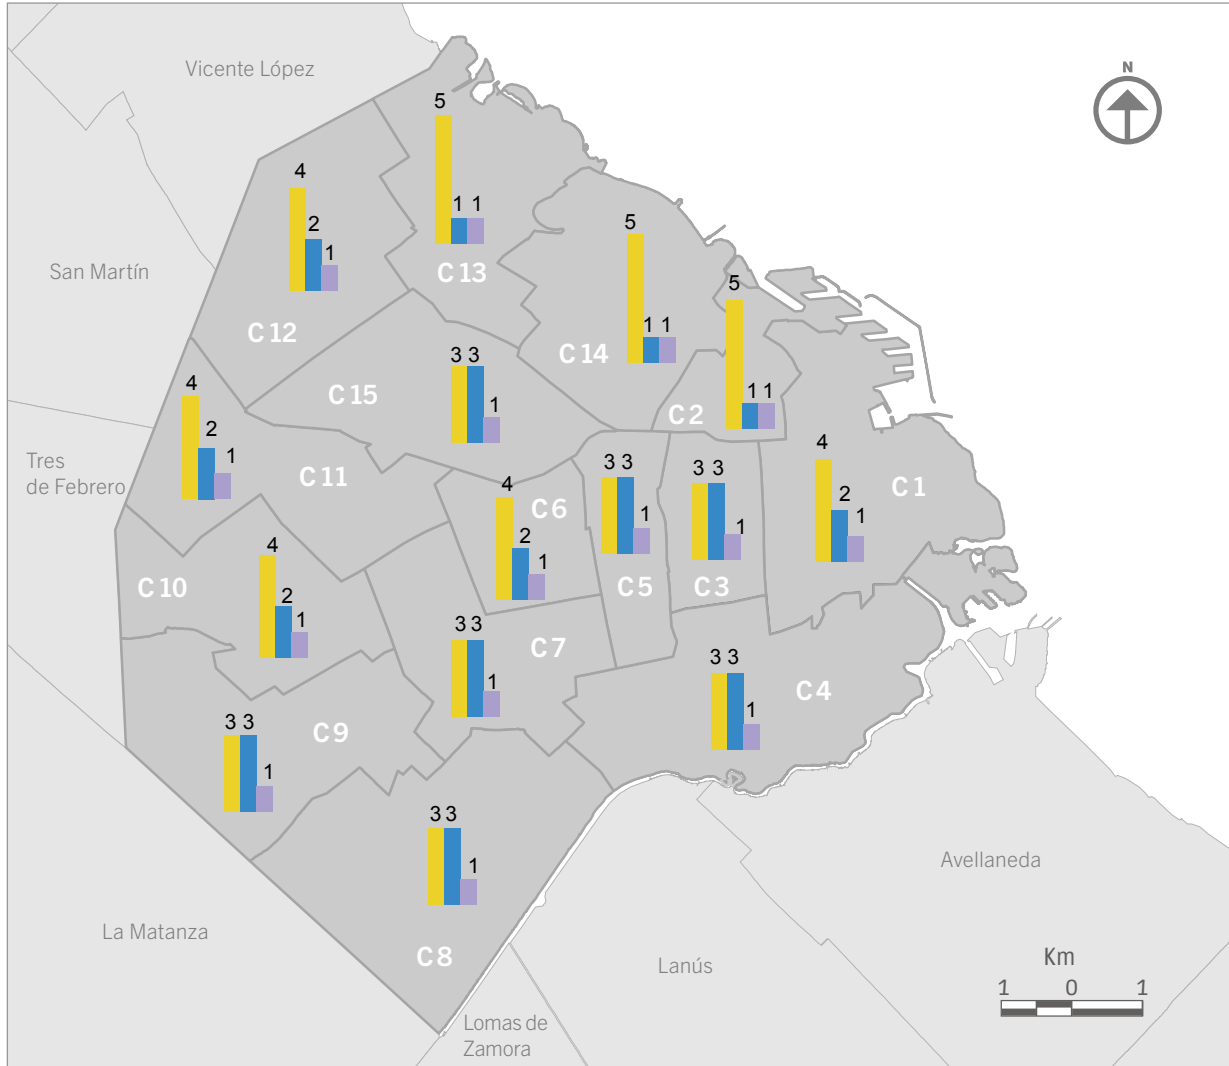 Vicente López
N
5
1 1
C 13
4
2
1
C 12
San Martín
5
1 1
C 14
5
1 1
C 2
3 3
1
C 15
4
2
1
C 11
Tres
de Febrero
4
2
1
C 1
3 3
1
C 5
3 3
1
C 3
4
2
1
C 6
4
2
1
C 10
3 3
1
C 7
3 3
1
C 4
3 3
1
C 9
3 3
1
C 8
La Matanza
Avellaneda
Lanús
Lomas de
Zamora
Km
1 0 1